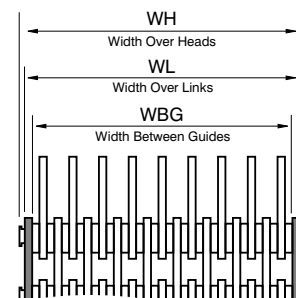 WH
Width Over Heads
WL
Width Over Links
WBG
Width Between Guides